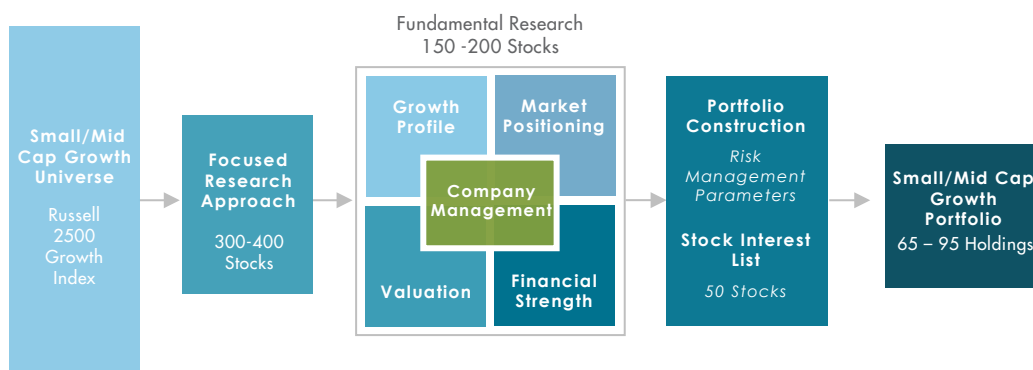 Fundamental Research
150 -200 Stocks
Small/Mid
Cap Growth
Universe
Russell
2500
Growth
Index
Focused
Research
Approach
300-400
Stocks
Growth
Profile
Market
Positioning
Company
Management
Valuation
Financial
Strength
Portfolio
Construction
Risk
Management
Parameters
Stock Interest
List
50 Stocks
Small/Mid Cap
Growth
Portfolio
65 – 95 Holdings